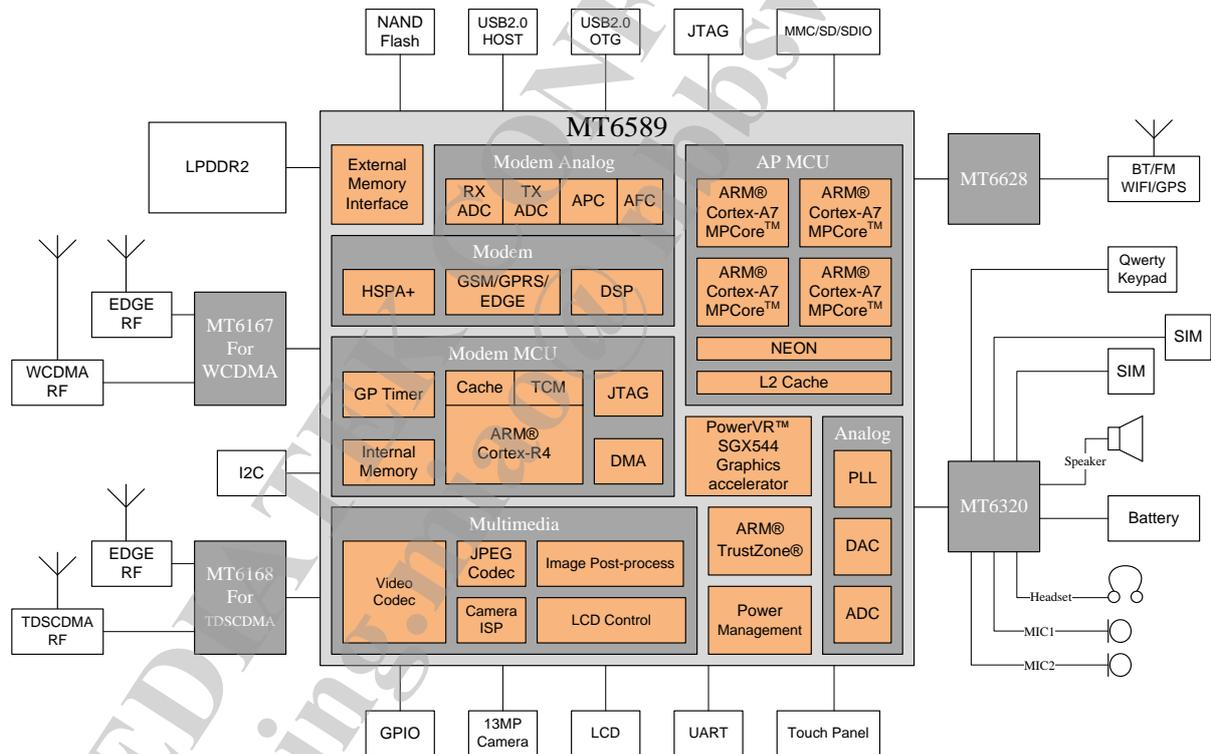 NAND
Flash
USB2.0
HOST
USB2.0
OTG
JTAG
MMC/SD/SDIO
MT6589
LPDDR2
External
Memory
Interface
Modem Analog
RX
ADC
TX
ADC
APC
AFC
Modem
HSPA+
GSM/GPRS/
EDGE
DSP
AP MCU
ARM®
Cortex-A7
MPCore™
ARM®
Cortex-A7
MPCore™
ARM®
Cortex-A7
MPCore™
ARM®
Cortex-A7
MPCore™
NEON
L2 Cache
MT6628
BT/FM
WIFI/GPS
Qwerty
Keypad
SIM
SIM
EDGE
RF
WCDMA
RF
MT6167
For
WCDMA
Modem MCU
GP Timer
Cache
TCM
JTAG
Internal
Memory
ARM®
Cortex-R4
DMA
PowerVR™
SGX544
Graphics
accelerator
Analog
PLL
DAC
ADC
Speaker
MT6320
Battery
Headset
MIC1
MIC2
I2C
EDGE
RF
TDSCDMA
RF
MT6168
For
TDSCDMA
Multimedia
Video
Codec
JPEG
Codec
Image Post-process
Camera
ISP
LCD Control
ARM®
TrustZone®
Power
Management
GPIO
13MP
Camera
LCD
UART
Touch Panel